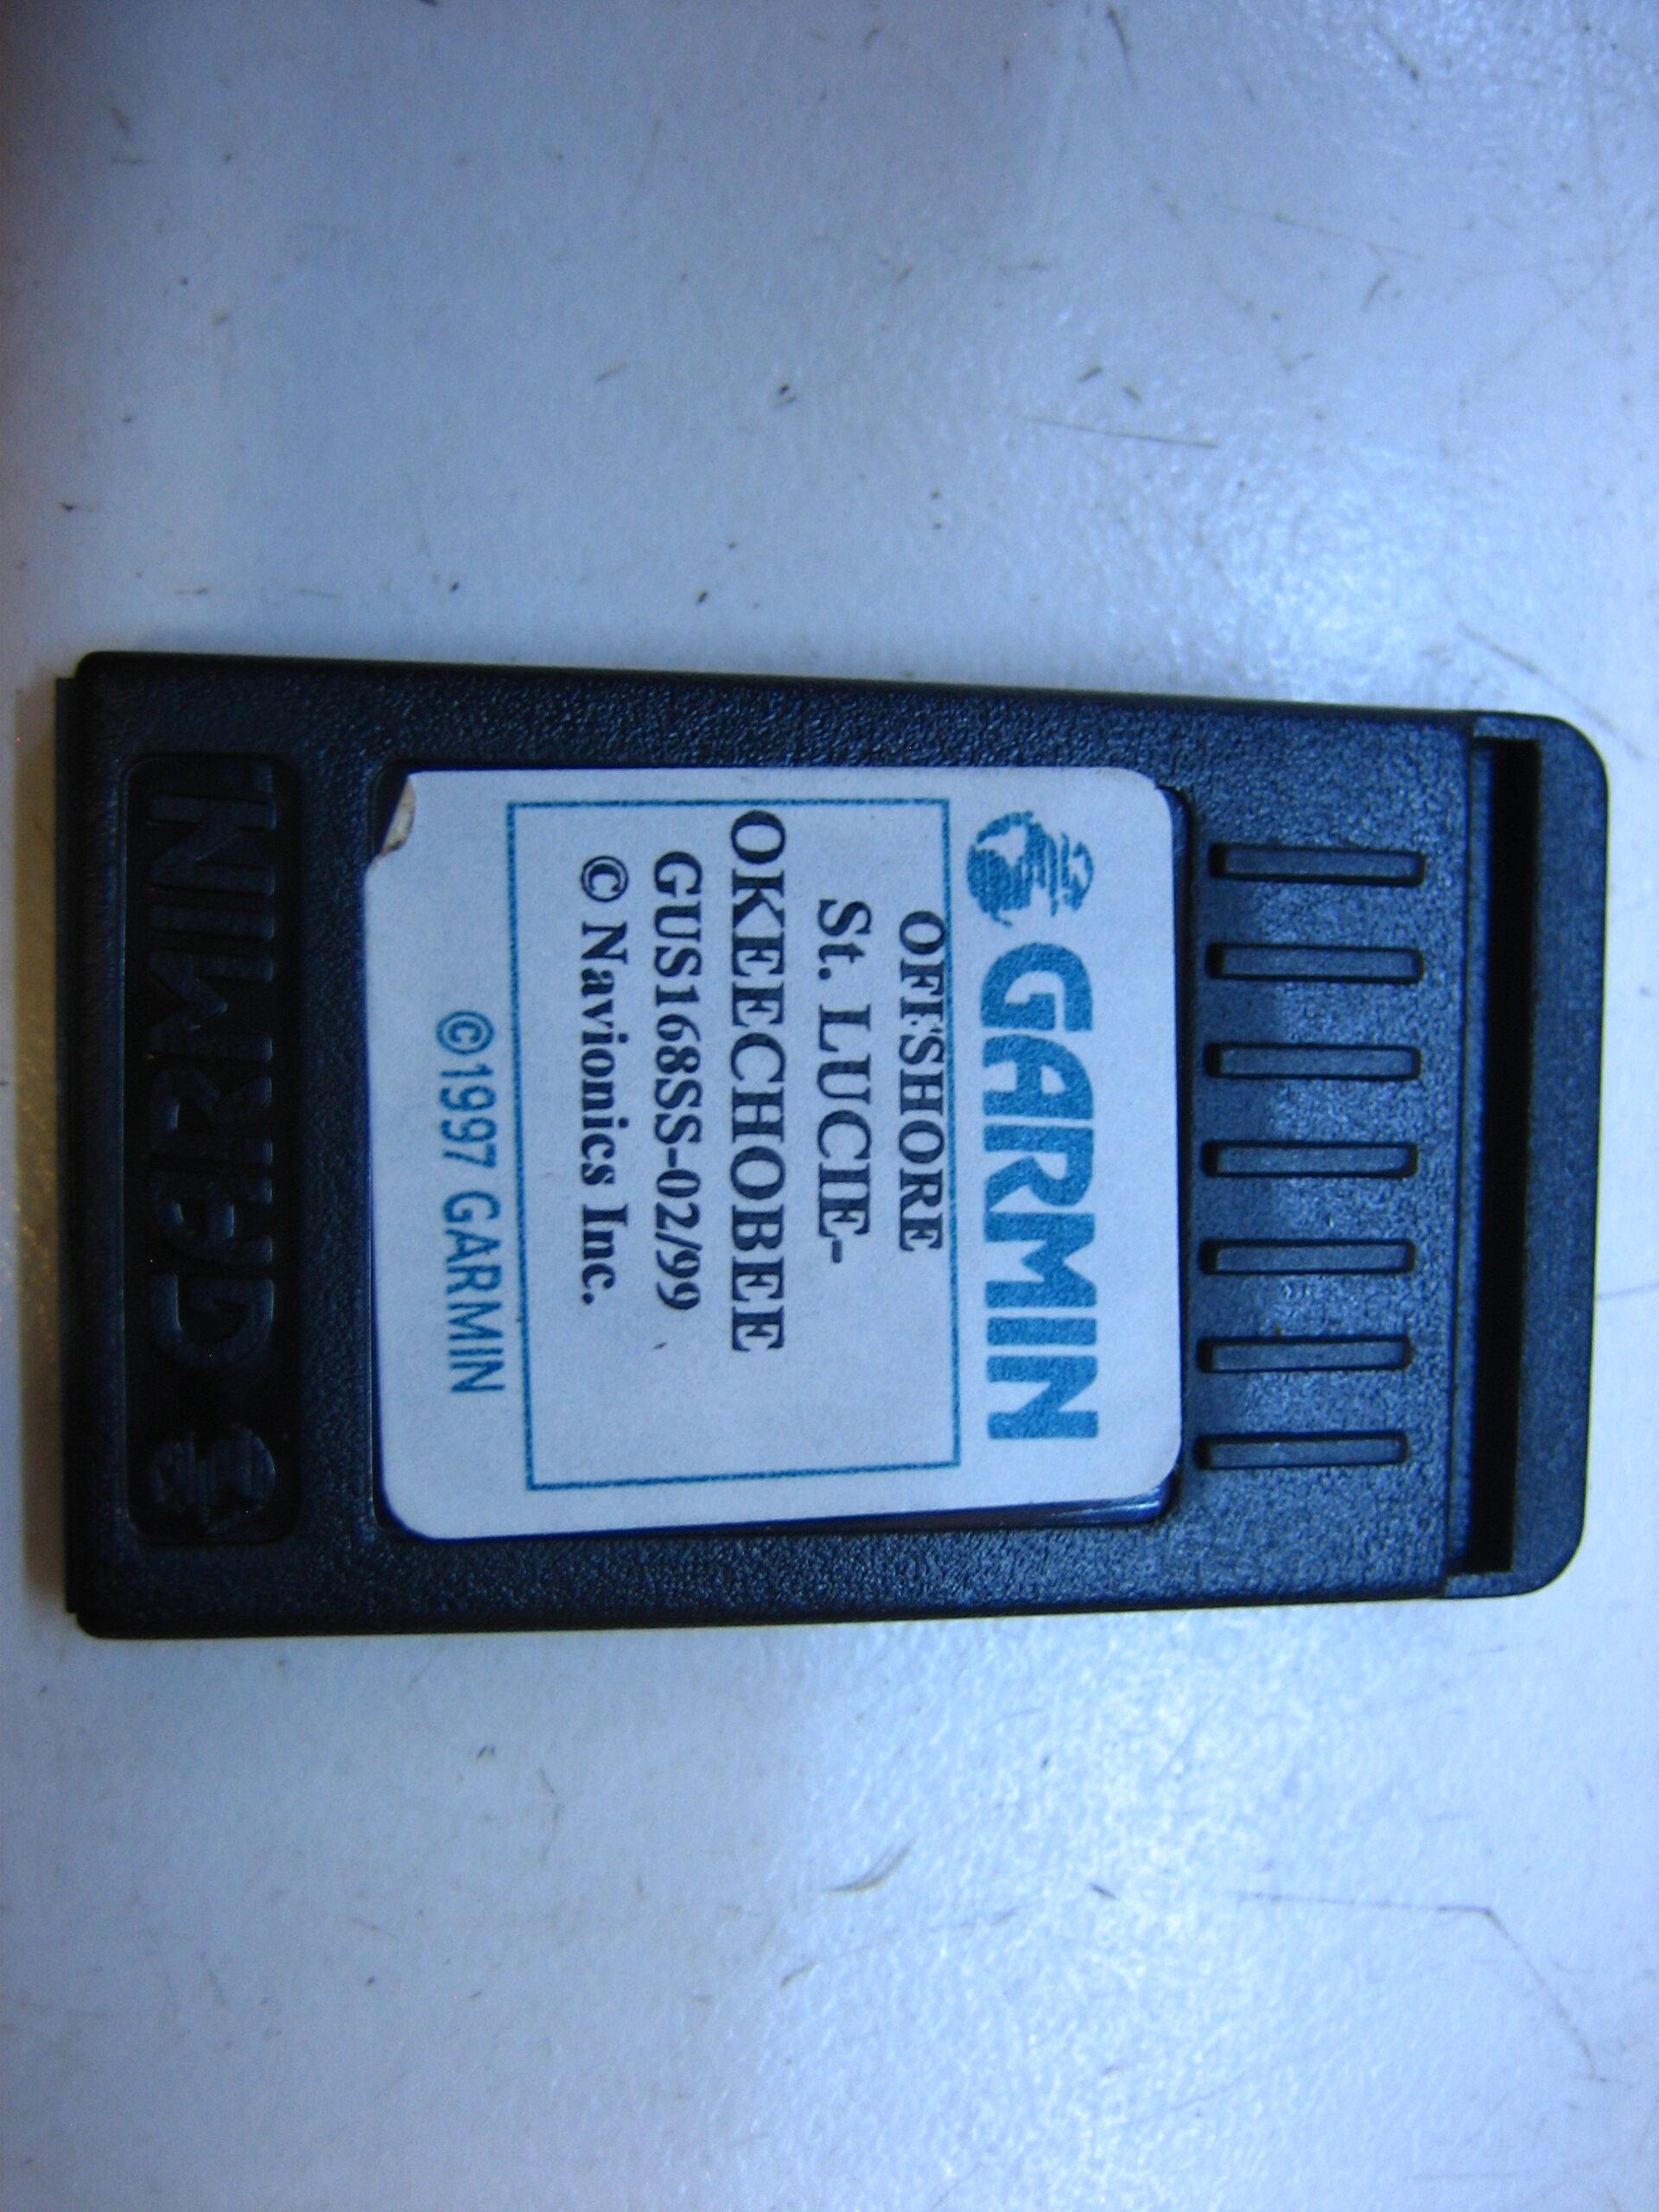 GARMIN
OFFSHORE
St. LUCIE-
OKEECHOBEE
GUS168SS-02/99
© Navionics Inc.
©1997 GARMIN
GARMIN